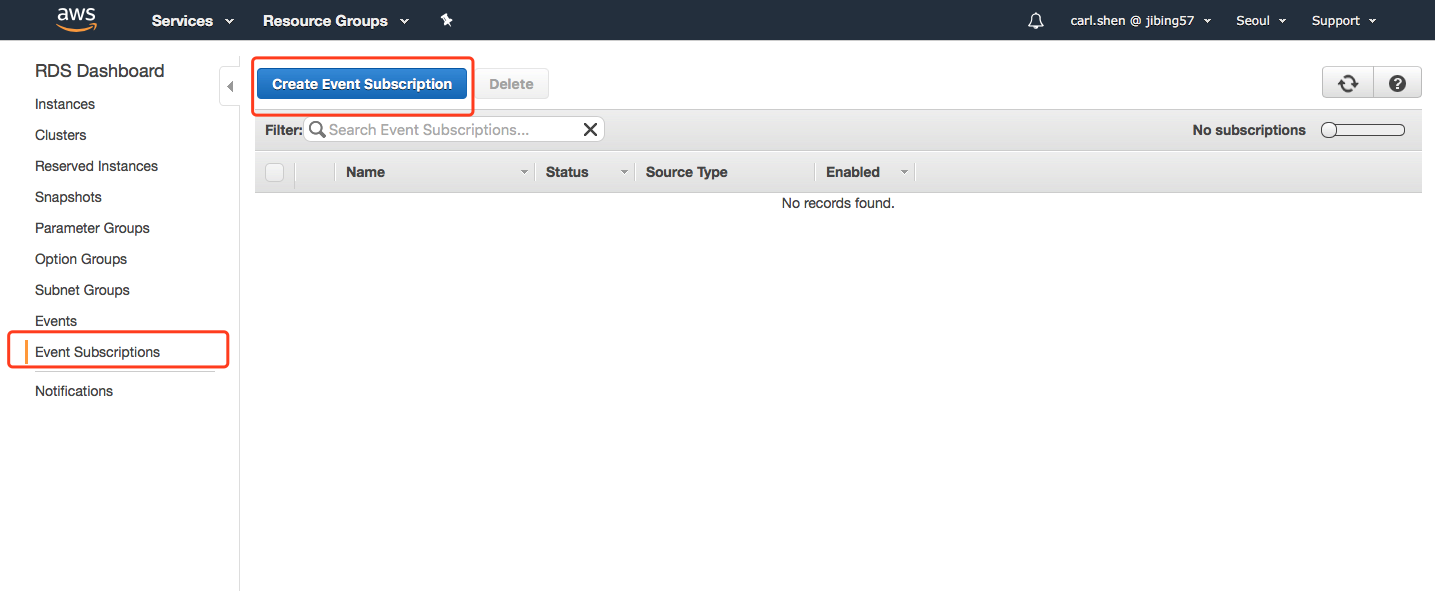 aws Services Resource Groups carl.shen @ jibing57 Seoul Support
RDS Dashboard
Instances
Clusters
Reserved Instances
Snapshots
Parameter Groups
Option Groups
Subnet Groups
Events
Event Subscriptions
Notifications
Create Event Subscription Delete
Filter: Search Event Subscriptions... No subscriptions
Name Status Source Type Enabled
No records found.